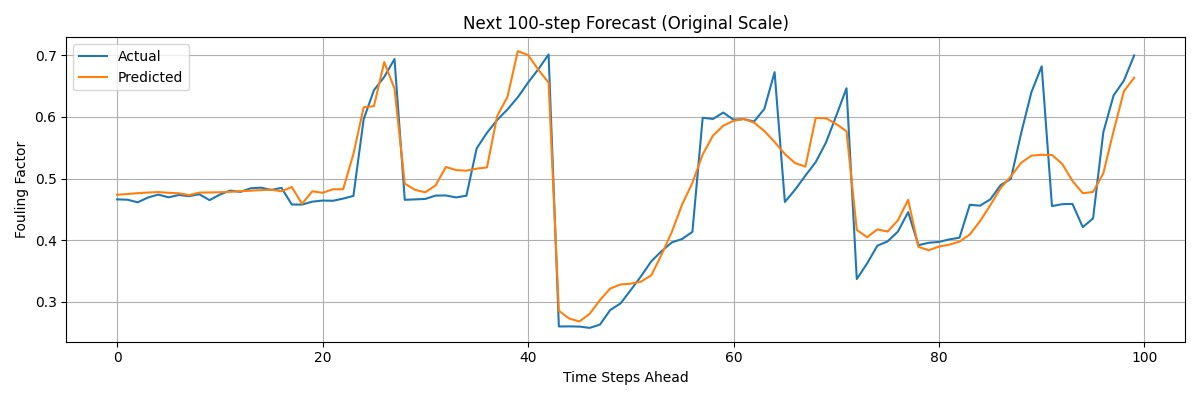 Next 100-step Forecast (Original Scale)
Actual
Predicted
Fouling Factor
0.7
0.6
0.5
0.4
0.3
0 20 40 60 80 100
Time Steps Ahead